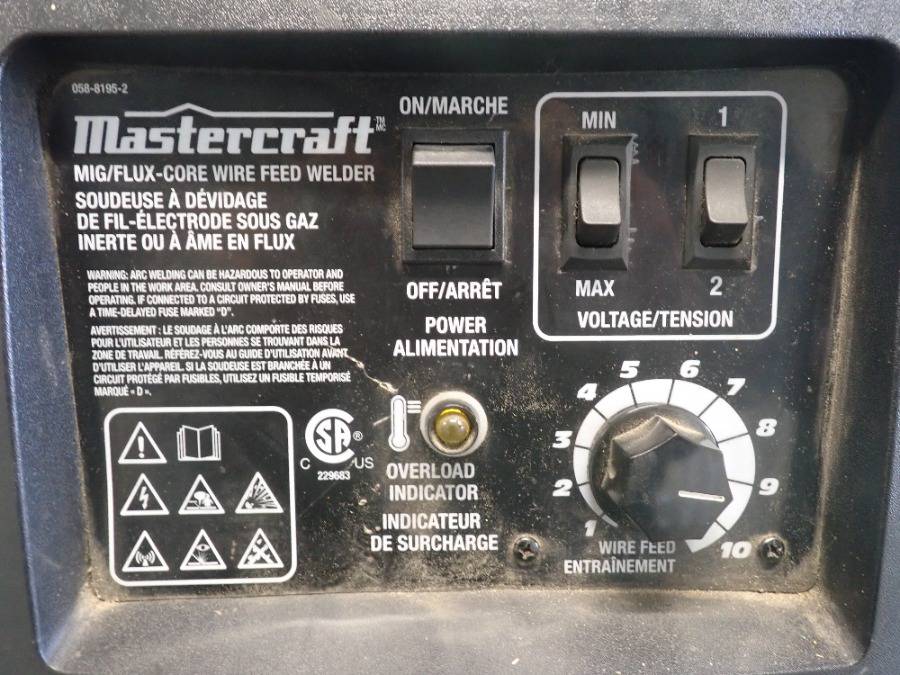 058-8195-2
Mastercraft™
MC
MIG/FLUX-CORE WIRE FEED WELDER
SOUDEUSE À DÉVIDAGE
DE FIL-ÉLECTRODE SOUS GAZ
INERTE OU À ÂME EN FLUX
WARNING: ARC WELDING CAN BE HAZARDOUS TO OPERATOR AND
PEOPLE IN THE WORK AREA. CONSULT OWNER'S MANUAL BEFORE
OPERATING. IF CONNECTED TO A CIRCUIT PROTECTED BY FUSES, USE
A TIME-DELAYED FUSE MARKED "D".
AVERTISSEMENT : LE SOUDAGE À L'ARC COMPORTE DES RISQUES
POUR L'UTILISATEUR ET LES PERSONNES SE TROUVANT DANS LA
ZONE DE TRAVAIL. RÉFÉREZ-VOUS AU GUIDE D'UTILISATION AVANT
D'UTILISER L'APPAREIL. SI LA SOUDEUSE EST BRANCHÉE À UN
CIRCUIT PROTÉGÉ PAR FUSIBLES, UTILISEZ UN FUSIBLE TEMPORISÉ
MARQUÉ « D ».
C SA® US
229683
ON/MARCHE
OFF/ARRÊT
POWER
ALIMENTATION
OVERLOAD
INDICATOR
INDICATEUR
DE SURCHARGE
MIN 1
MAX 2
VOLTAGE/TENSION
1 2 3 4 5 6 7 8 9 10
WIRE FEED
ENTRAÎNEMENT